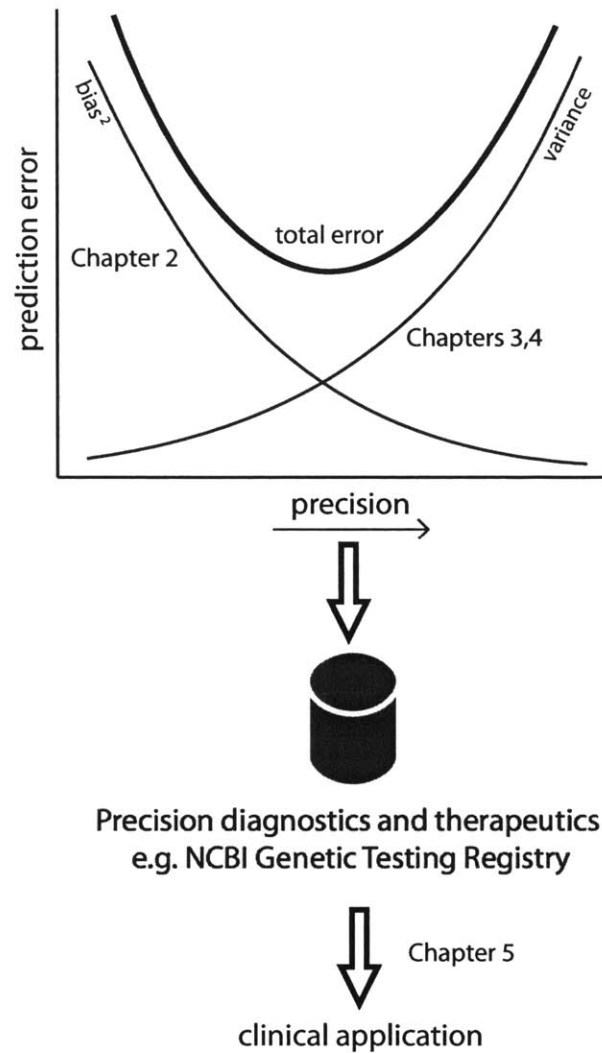 bias²
variance
prediction error
total error
Chapter 2
Chapters 3,4
precision
Precision diagnostics and therapeutics
e.g. NCBI Genetic Testing Registry
Chapter 5
clinical application